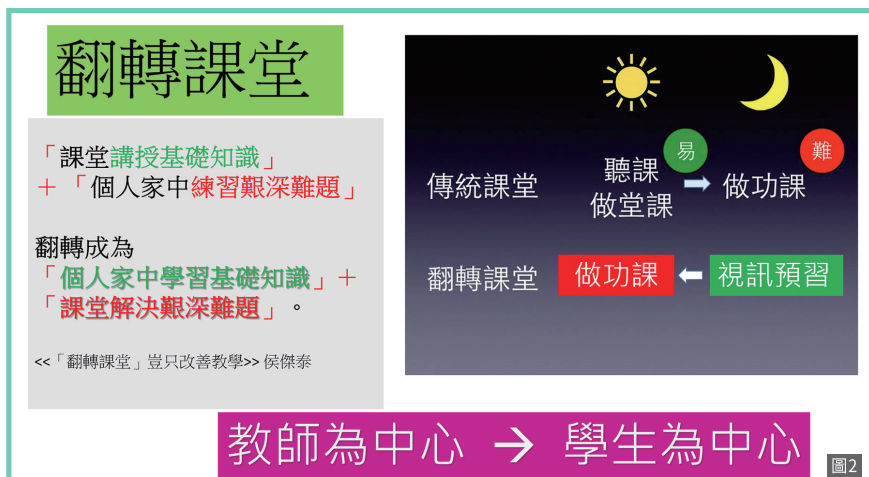 翻轉課堂
「課堂講授基礎知識」
+「個人家中練習艱深難題」
翻轉成為
「個人家中學習基礎知識」+
「課堂解決艱深難題」。
<<「翻轉課堂」豈只改善教學>> 侯傑泰
易
難
傳統課堂
聽課
做堂課
做功課
翻轉課堂
做功課
視訊預習
教師為中心 → 學生為中心
圖2